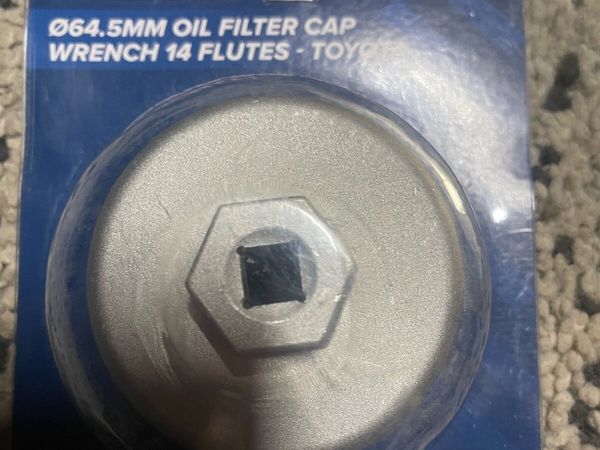 Ø64.5MM OIL FILTER CAP
WRENCH 14 FLUTES - TOYOTA